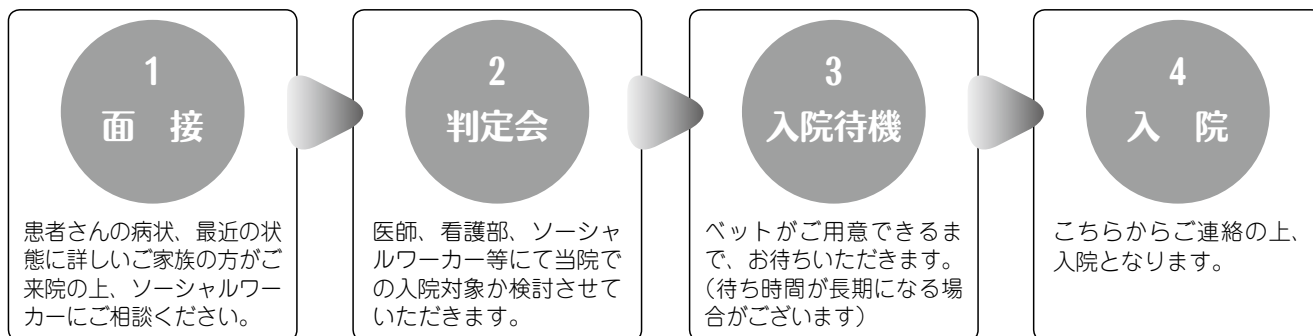 1
面 接
患者さんの病状、最近の状
態に詳しいご家族の方がご
来院の上、ソーシャルワー
カーにご相談ください。
2
判定会
医師、看護部、ソーシャ
ルワーカー等にて当院で
の入院対象か検討させて
いただきます。
3
入院待機
ベットがご用意できるま
で、お待ちいただきます。
（待ち時間が長期になる場
合がございます）
4
入 院
こちらからご連絡の上、
入院となります。